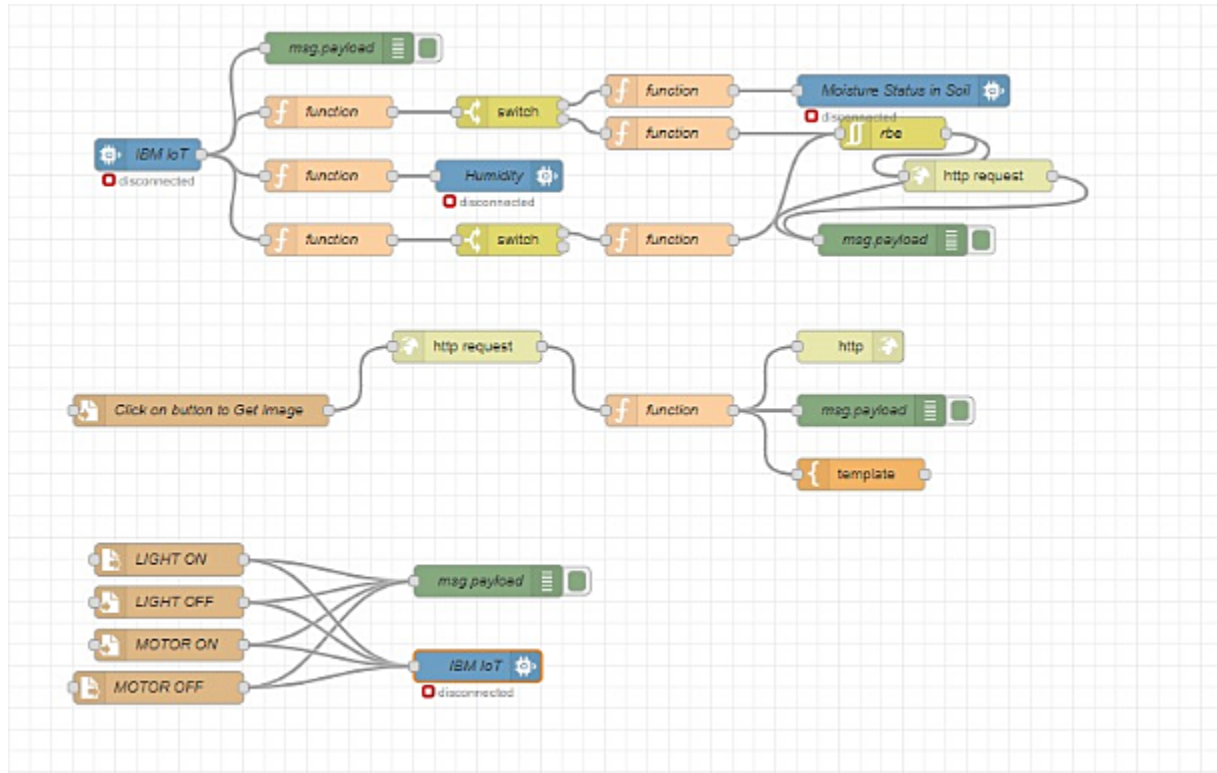 msg.payload
function
Moisture Status in Soil
disconnected
function
switch
function
rbe
IBM IoT
disconnected
function
Humidity
disconnected
http request
function
switch
function
msg.payload
http request
http
Click on button to Get Image
function
msg.payload
template
LIGHT ON
msg.payload
LIGHT OFF
MOTOR ON
IBM IoT
disconnected
MOTOR OFF